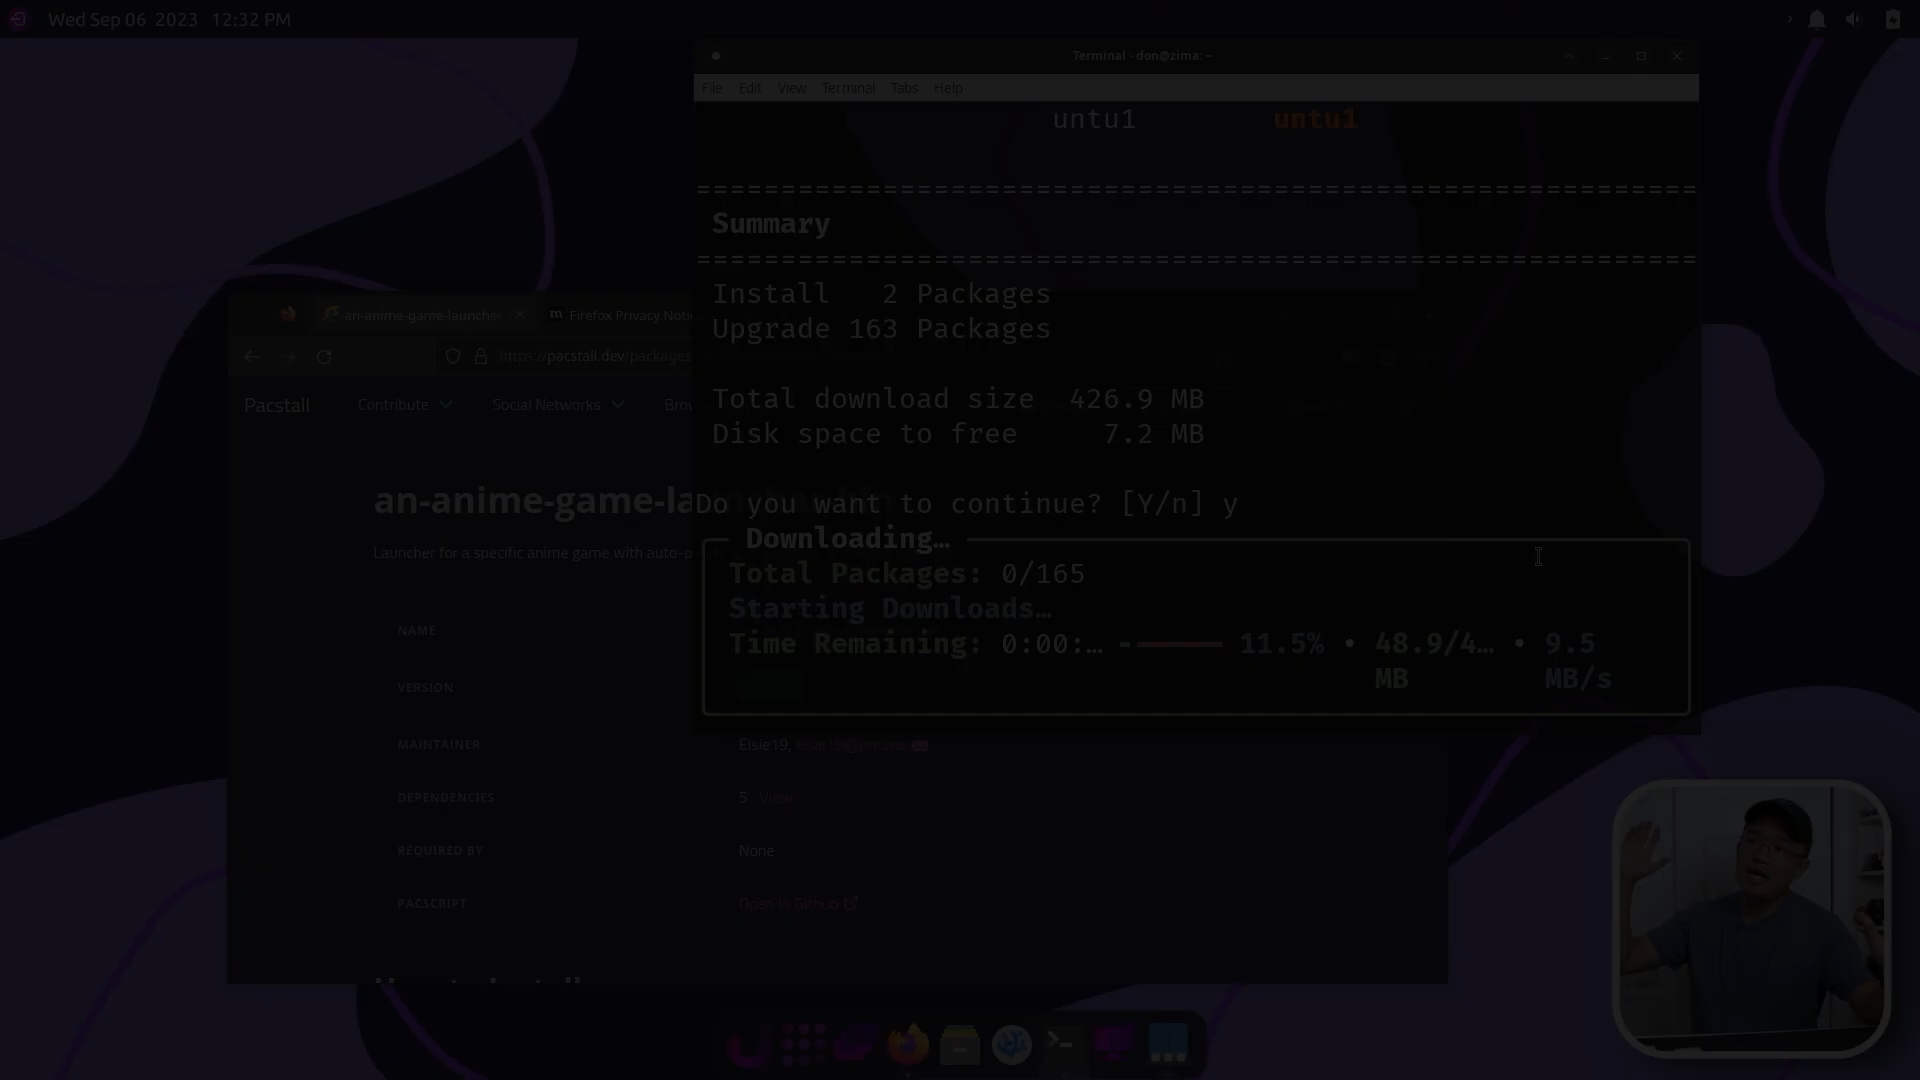 Wed Sep 06 2023 12:32 PM
Terminal - don@zima: ~
File Edit View Terminal Tabs Help
untu1 untu1
Summary
Install 2 Packages
Upgrade 163 Packages
Total download size 426.9 MB
Disk space to free 7.2 MB
Do you want to continue? [Y/n] y
Downloading…
Total Packages: 0/165
Starting Downloads…
Time Remaining: 0:00:… 11.5% • 48.9/4… • 9.5
MB MB/s
an-anime-game-launcher
Firefox Privacy Noti
https://pacstall.dev/packages
Pacstall Contribute Social Networks Brow
an-anime-game-la
Launcher for a specific anime game with auto-p
NAME
VERSION
MAINTAINER Elsie19,
DEPENDENCIES 5 View
REQUIRED BY None
PACSCRIPT Open in Github